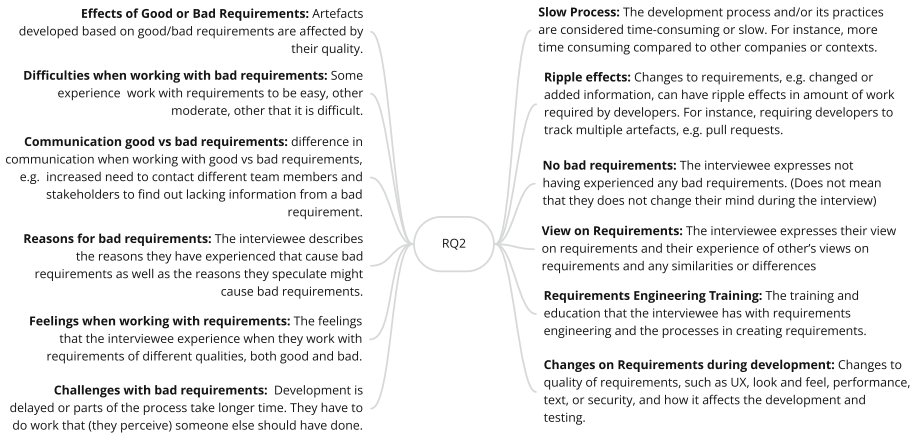 Effects of Good or Bad Requirements: Artefacts
developed based on good/bad requirements are affected by
their quality.
Difficulties when working with bad requirements: Some
experience work with requirements to be easy, other
moderate, other that it is difficult.
Communication good vs bad requirements: difference in
communication when working with good vs bad requirements,
e.g. increased need to contact different team members and
stakeholders to find out lacking information from a bad
requirement.
Reasons for bad requirements: The interviewee describes
the reasons they have experienced that cause bad
requirements as well as the reasons they speculate might
cause bad requirements.
Feelings when working with requirements: The feelings
that the interviewee experience when they work with
requirements of different qualities, both good and bad.
Challenges with bad requirements: Development is
delayed or parts of the process take longer time. They have to
do work that (they perceive) someone else should have done.
RQ2
Slow Process: The development process and/or its practices
are considered time-consuming or slow. For instance, more
time consuming compared to other companies or contexts.
Ripple effects: Changes to requirements, e.g. changed or
added information, can have ripple effects in amount of work
required by developers. For instance, requiring developers to
track multiple artefacts, e.g. pull requests.
No bad requirements: The interviewee expresses not
having experienced any bad requirements. (Does not mean
that they does not change their mind during the interview)
View on Requirements: The interviewee expresses their view
on requirements and their experience of other's views on
requirements and any similarities or differences
Requirements Engineering Training: The training and
education that the interviewee has with requirements
engineering and the processes in creating requirements.
Changes on Requirements during development: Changes to
quality of requirements, such as UX, look and feel, performance,
text, or security, and how it affects the development and
testing.